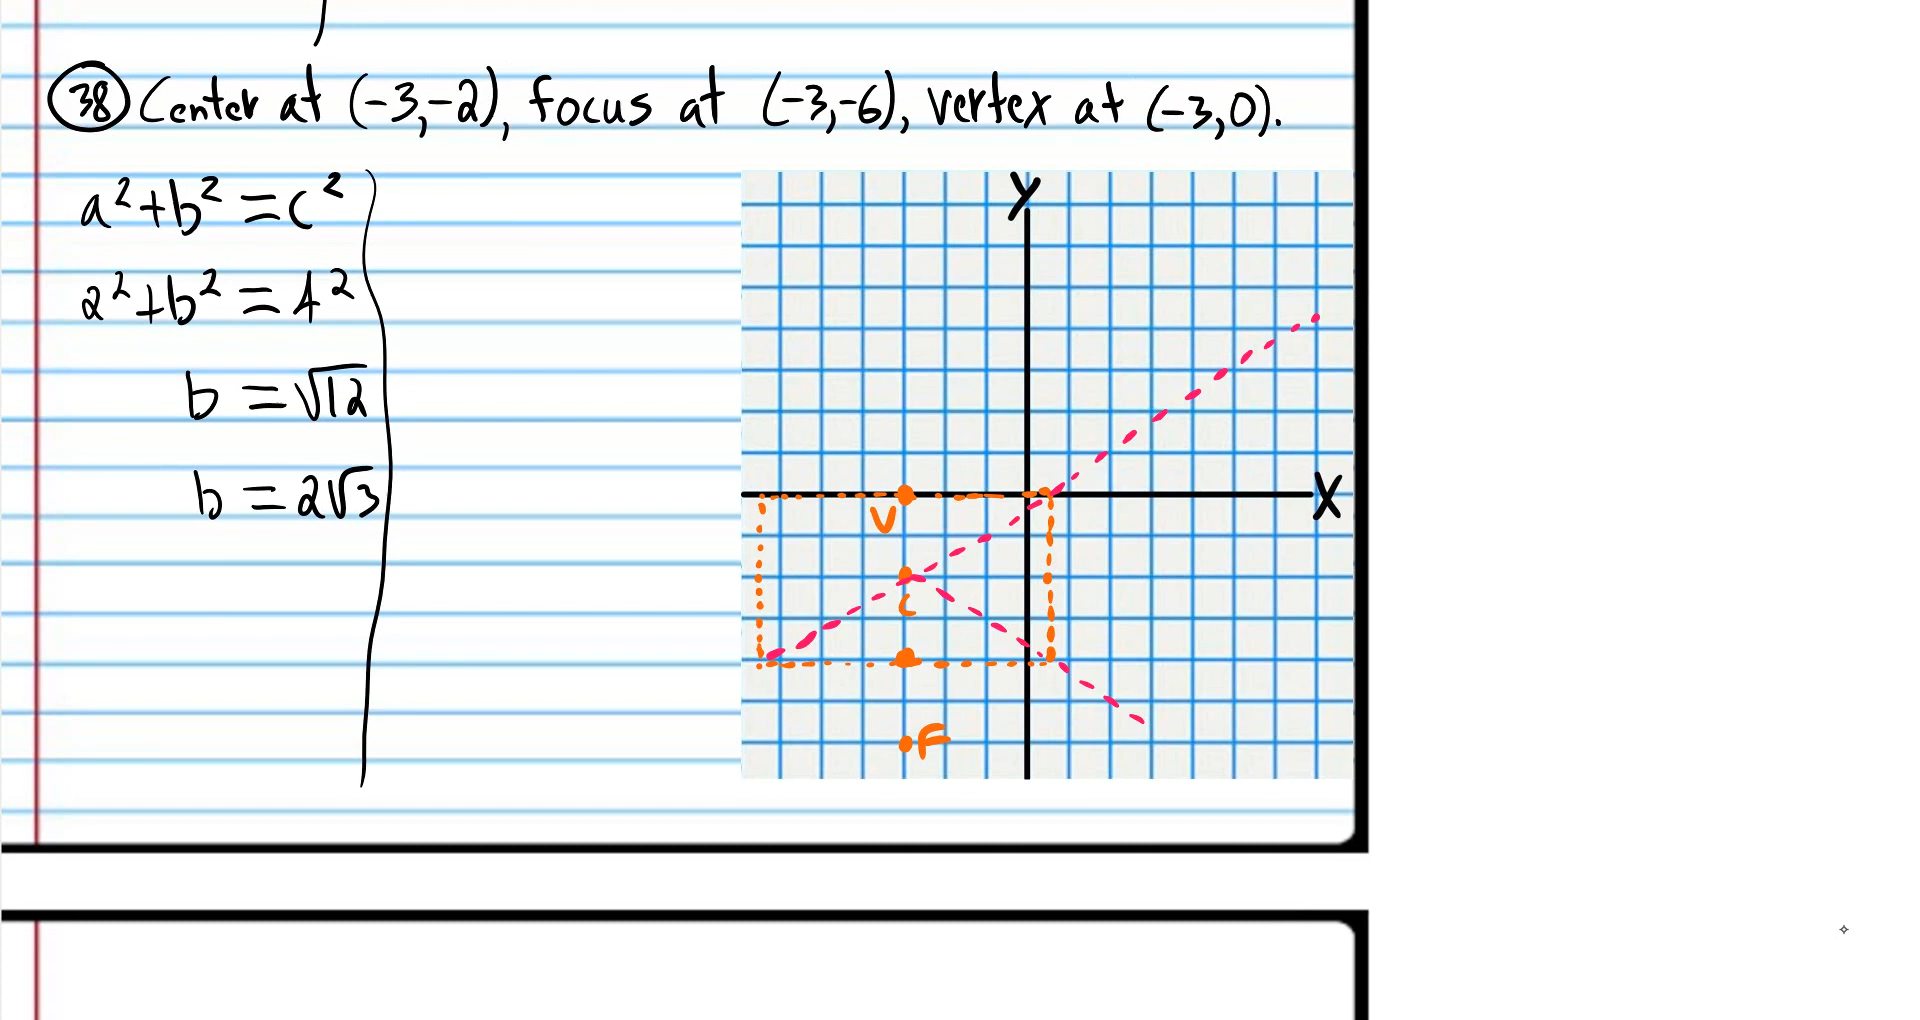 38 Center at (-3,-2), focus at (-3,-6), vertex at (-3,0).
a²+b²=c²
2²+b²=4²
b=√12
b=2√3
Y
X
V
C
F